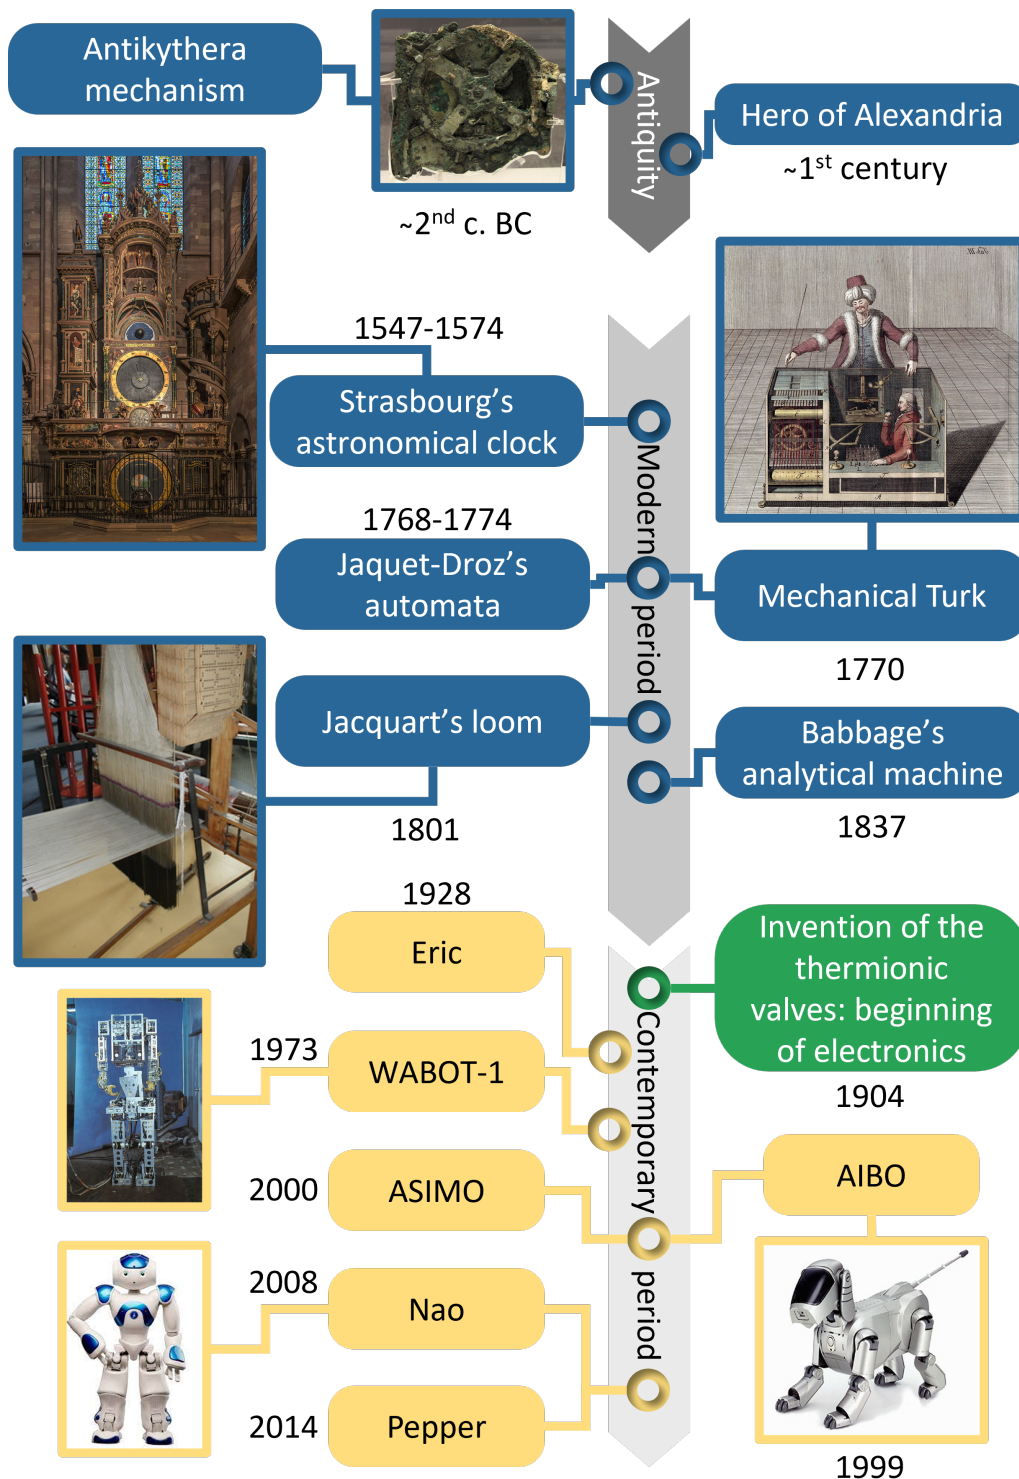 Antikythera
mechanism
Antiquity
Hero of Alexandria
~1st century
~2nd c. BC
1547-1574
Strasbourg's
astronomical clock
Modern period
1768-1774
Jaquet-Droz's
automata
Mechanical Turk
1770
Jacquart's loom
1801
Babbage's
analytical machine
1837
1928
Eric
Invention of the
thermionic
valves: beginning
of electronics
1904
Contemporary period
1973
WABOT-1
2000
ASIMO
AIBO
1999
2008
Nao
2014
Pepper